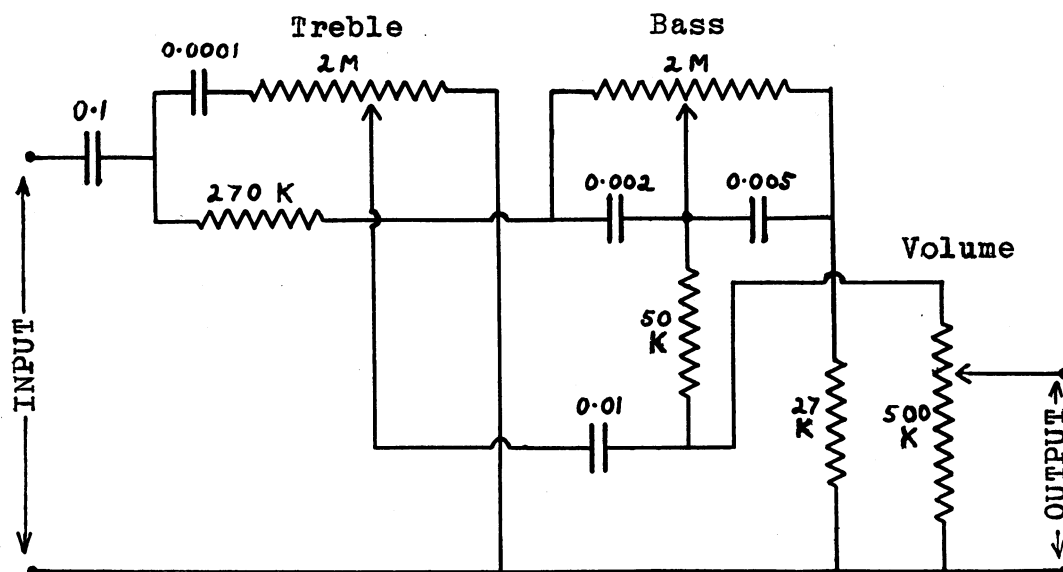 Treble
Bass
0.0001
2M
2M
0.1
270 K
0.002
0.005
Volume
50
K
INPUT
0.01
27
K
500
K
OUTPUT